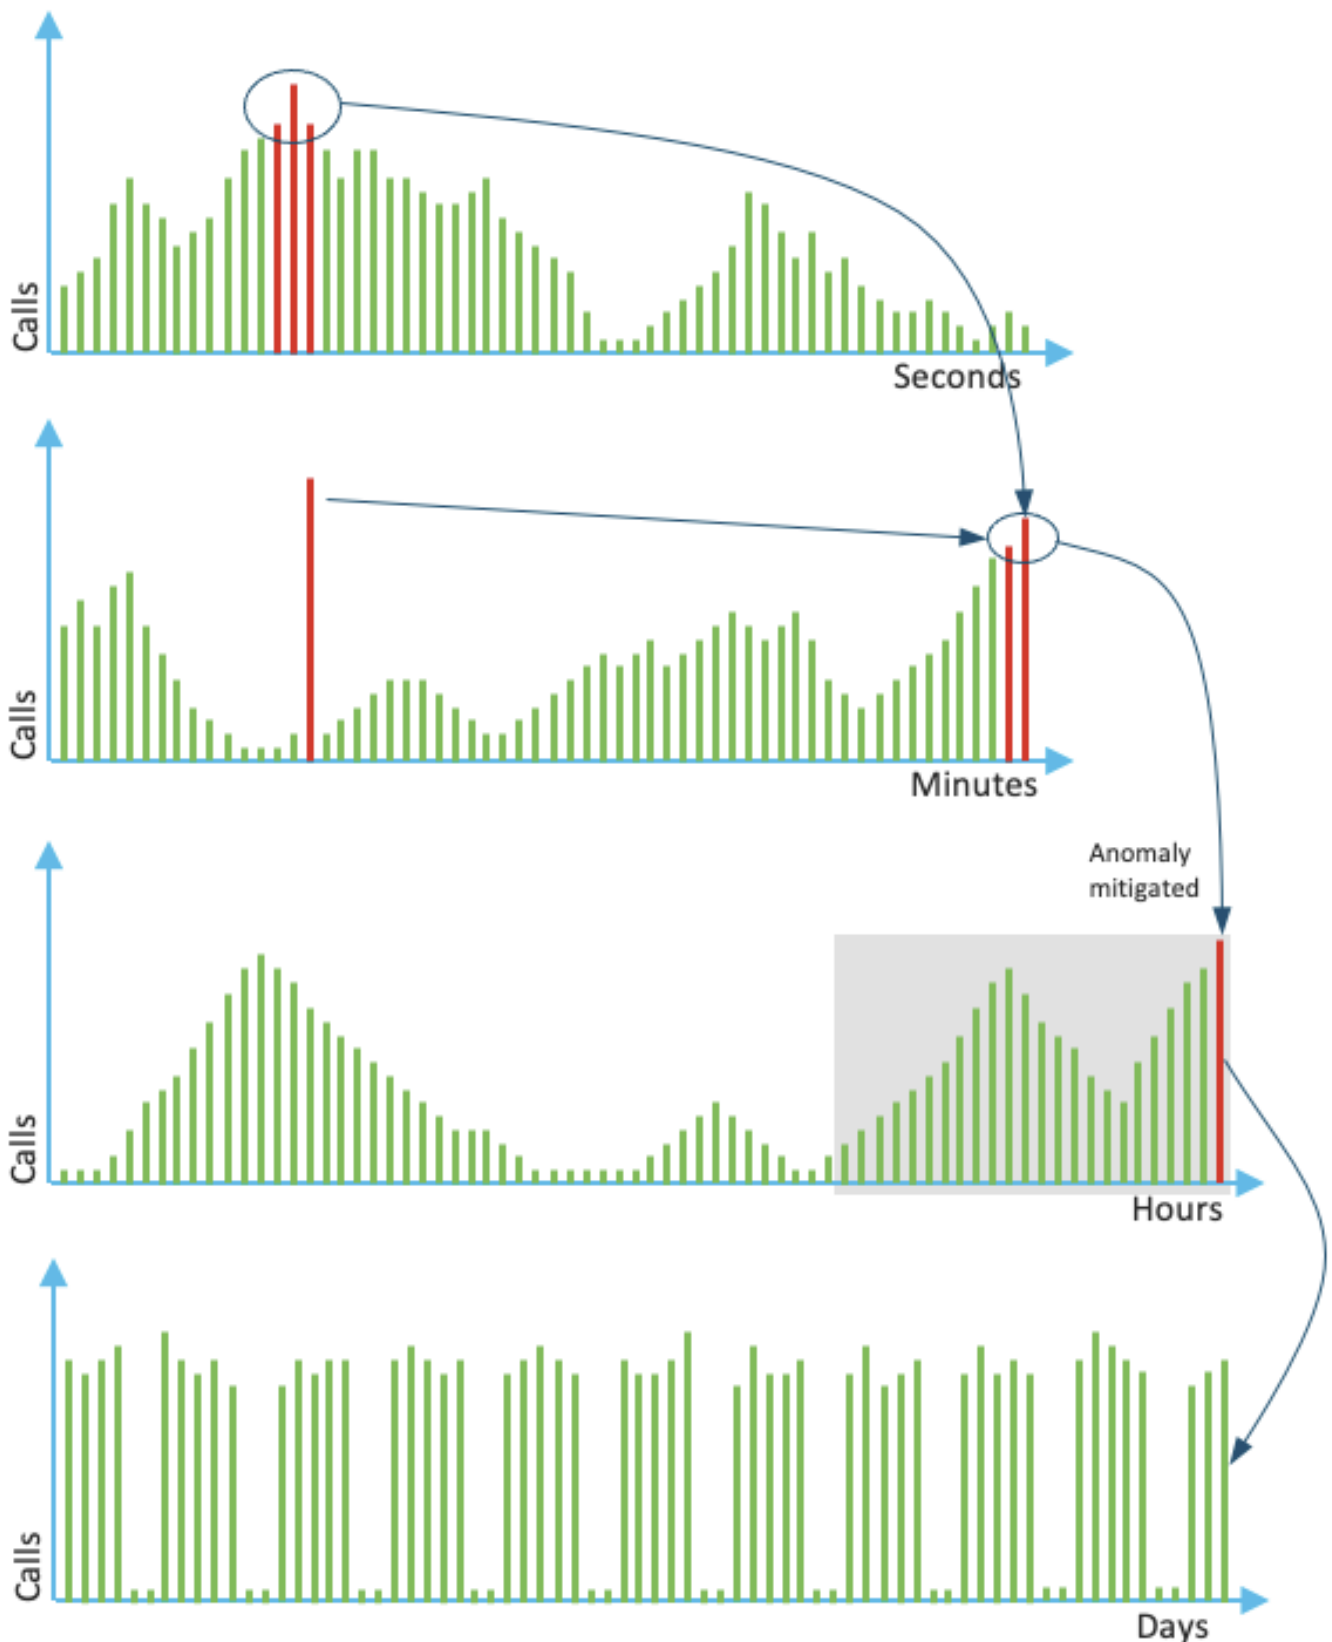 Calls
Seconds
Calls
Minutes
Anomaly
mitigated
Calls
Hours
Calls
Days